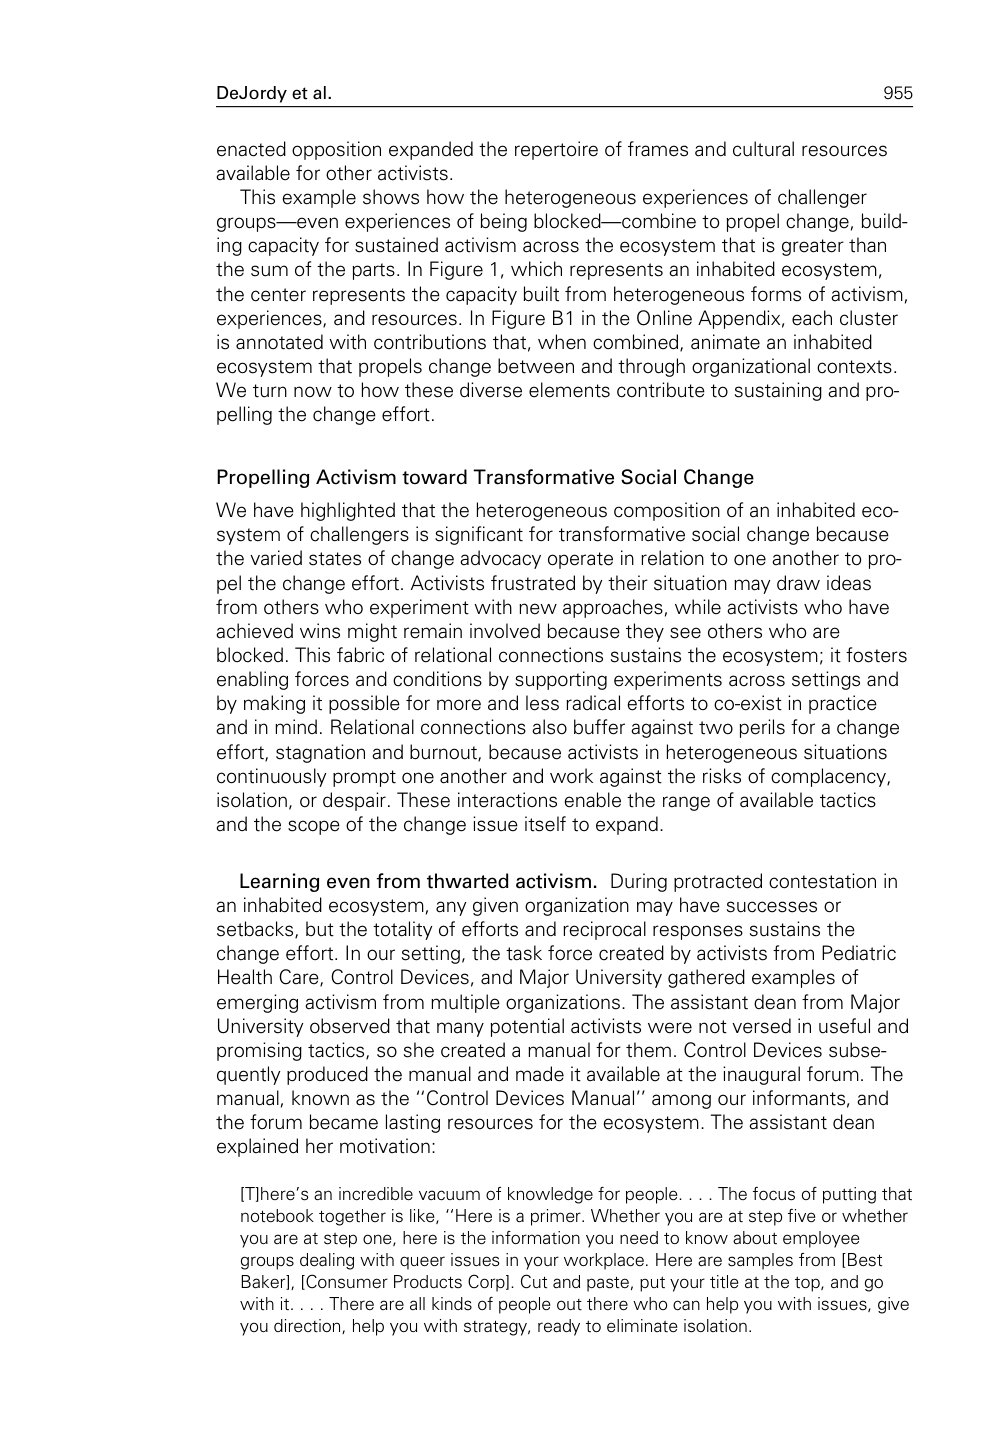 DeJordy et al. 955
enacted opposition expanded the repertoire of frames and cultural resources
available for other activists.
This example shows how the heterogeneous experiences of challenger
groups—even experiences of being blocked—combine to propel change, build-
ing capacity for sustained activism across the ecosystem that is greater than
the sum of the parts. In Figure 1, which represents an inhabited ecosystem,
the center represents the capacity built from heterogeneous forms of activism,
experiences, and resources. In Figure B1 in the Online Appendix, each cluster
is annotated with contributions that, when combined, animate an inhabited
ecosystem that propels change between and through organizational contexts.
We turn now to how these diverse elements contribute to sustaining and pro-
pelling the change effort.
Propelling Activism toward Transformative Social Change
We have highlighted that the heterogeneous composition of an inhabited eco-
system of challengers is significant for transformative social change because
the varied states of change advocacy operate in relation to one another to pro-
pel the change effort. Activists frustrated by their situation may draw ideas
from others who experiment with new approaches, while activists who have
achieved wins might remain involved because they see others who are
blocked. This fabric of relational connections sustains the ecosystem; it fosters
enabling forces and conditions by supporting experiments across settings and
by making it possible for more and less radical efforts to co-exist in practice
and in mind. Relational connections also buffer against two perils for a change
effort, stagnation and burnout, because activists in heterogeneous situations
continuously prompt one another and work against the risks of complacency,
isolation, or despair. These interactions enable the range of available tactics
and the scope of the change issue itself to expand.
Learning even from thwarted activism. During protracted contestation in
an inhabited ecosystem, any given organization may have successes or
setbacks, but the totality of efforts and reciprocal responses sustains the
change effort. In our setting, the task force created by activists from Pediatric
Health Care, Control Devices, and Major University gathered examples of
emerging activism from multiple organizations. The assistant dean from Major
University observed that many potential activists were not versed in useful and
promising tactics, so she created a manual for them. Control Devices subse-
quently produced the manual and made it available at the inaugural forum. The
manual, known as the ‘‘Control Devices Manual’’ among our informants, and
the forum became lasting resources for the ecosystem. The assistant dean
explained her motivation:
[T]here’s an incredible vacuum of knowledge for people. . . . The focus of putting that
notebook together is like, ‘‘Here is a primer. Whether you are at step five or whether
you are at step one, here is the information you need to know about employee
groups dealing with queer issues in your workplace. Here are samples from [Best
Baker], [Consumer Products Corp]. Cut and paste, put your title at the top, and go
with it. . . . There are all kinds of people out there who can help you with issues, give
you direction, help you with strategy, ready to eliminate isolation.